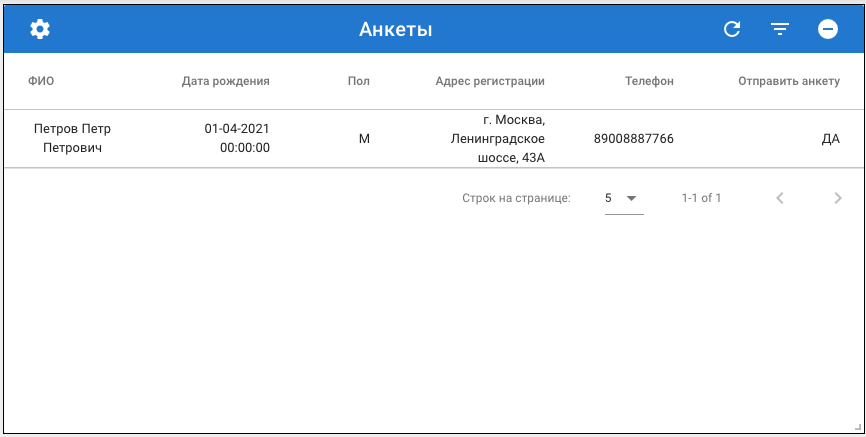 Анкеты
ФИО Дата рождения Пол Адрес регистрации Телефон Отправить анкету
Петров Петр
Петрович
01-04-2021
00:00:00
М
г. Москва,
Ленинградское
шоссе, 43А
89008887766
ДА
Строк на странице: 5 1-1 of 1